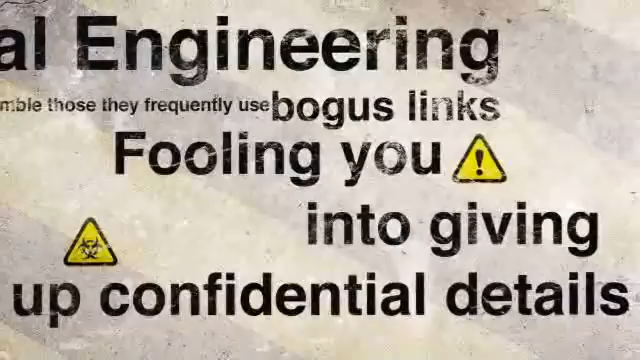 al Engineering
mble those they frequently use bogus links
Fooling you
into giving
up confidential details